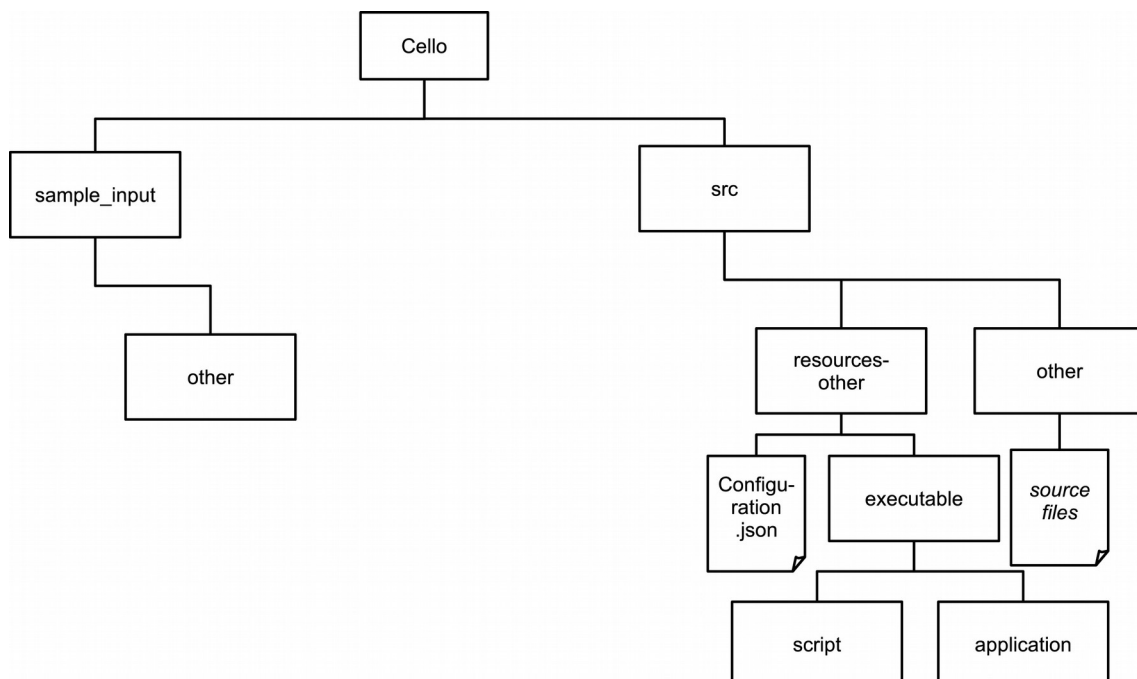 Cello
sample_input
src
other
resources-
other
other
Configu-
ration
.json
executable
source
files
script
application